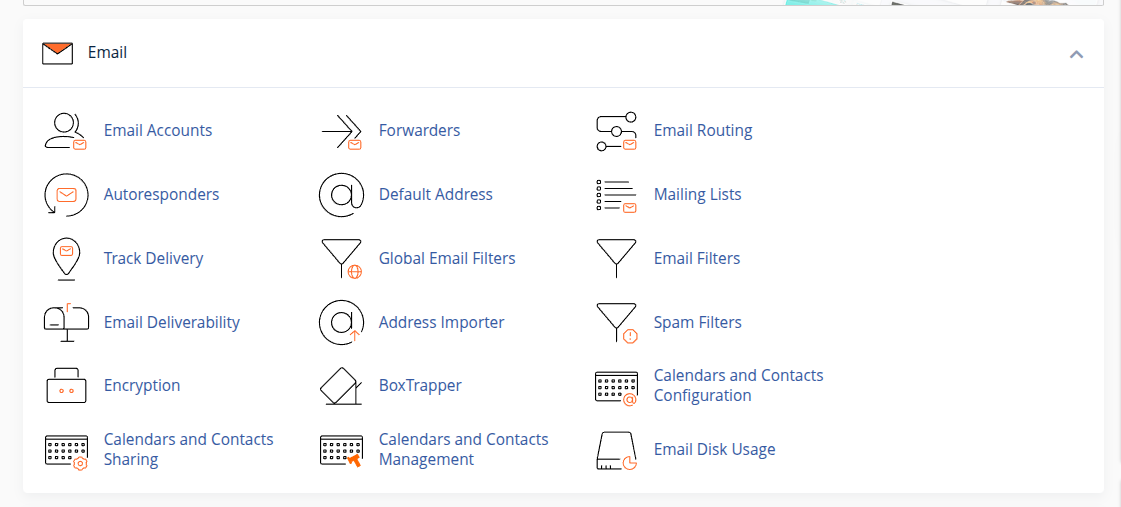 Email
Email Accounts
Forwarders
Email Routing
Autoresponders
Default Address
Mailing Lists
Track Delivery
Global Email Filters
Email Filters
Email Deliverability
Address Importer
Spam Filters
Encryption
BoxTrapper
Calendars and Contacts
Configuration
Calendars and Contacts
Sharing
Calendars and Contacts
Management
Email Disk Usage